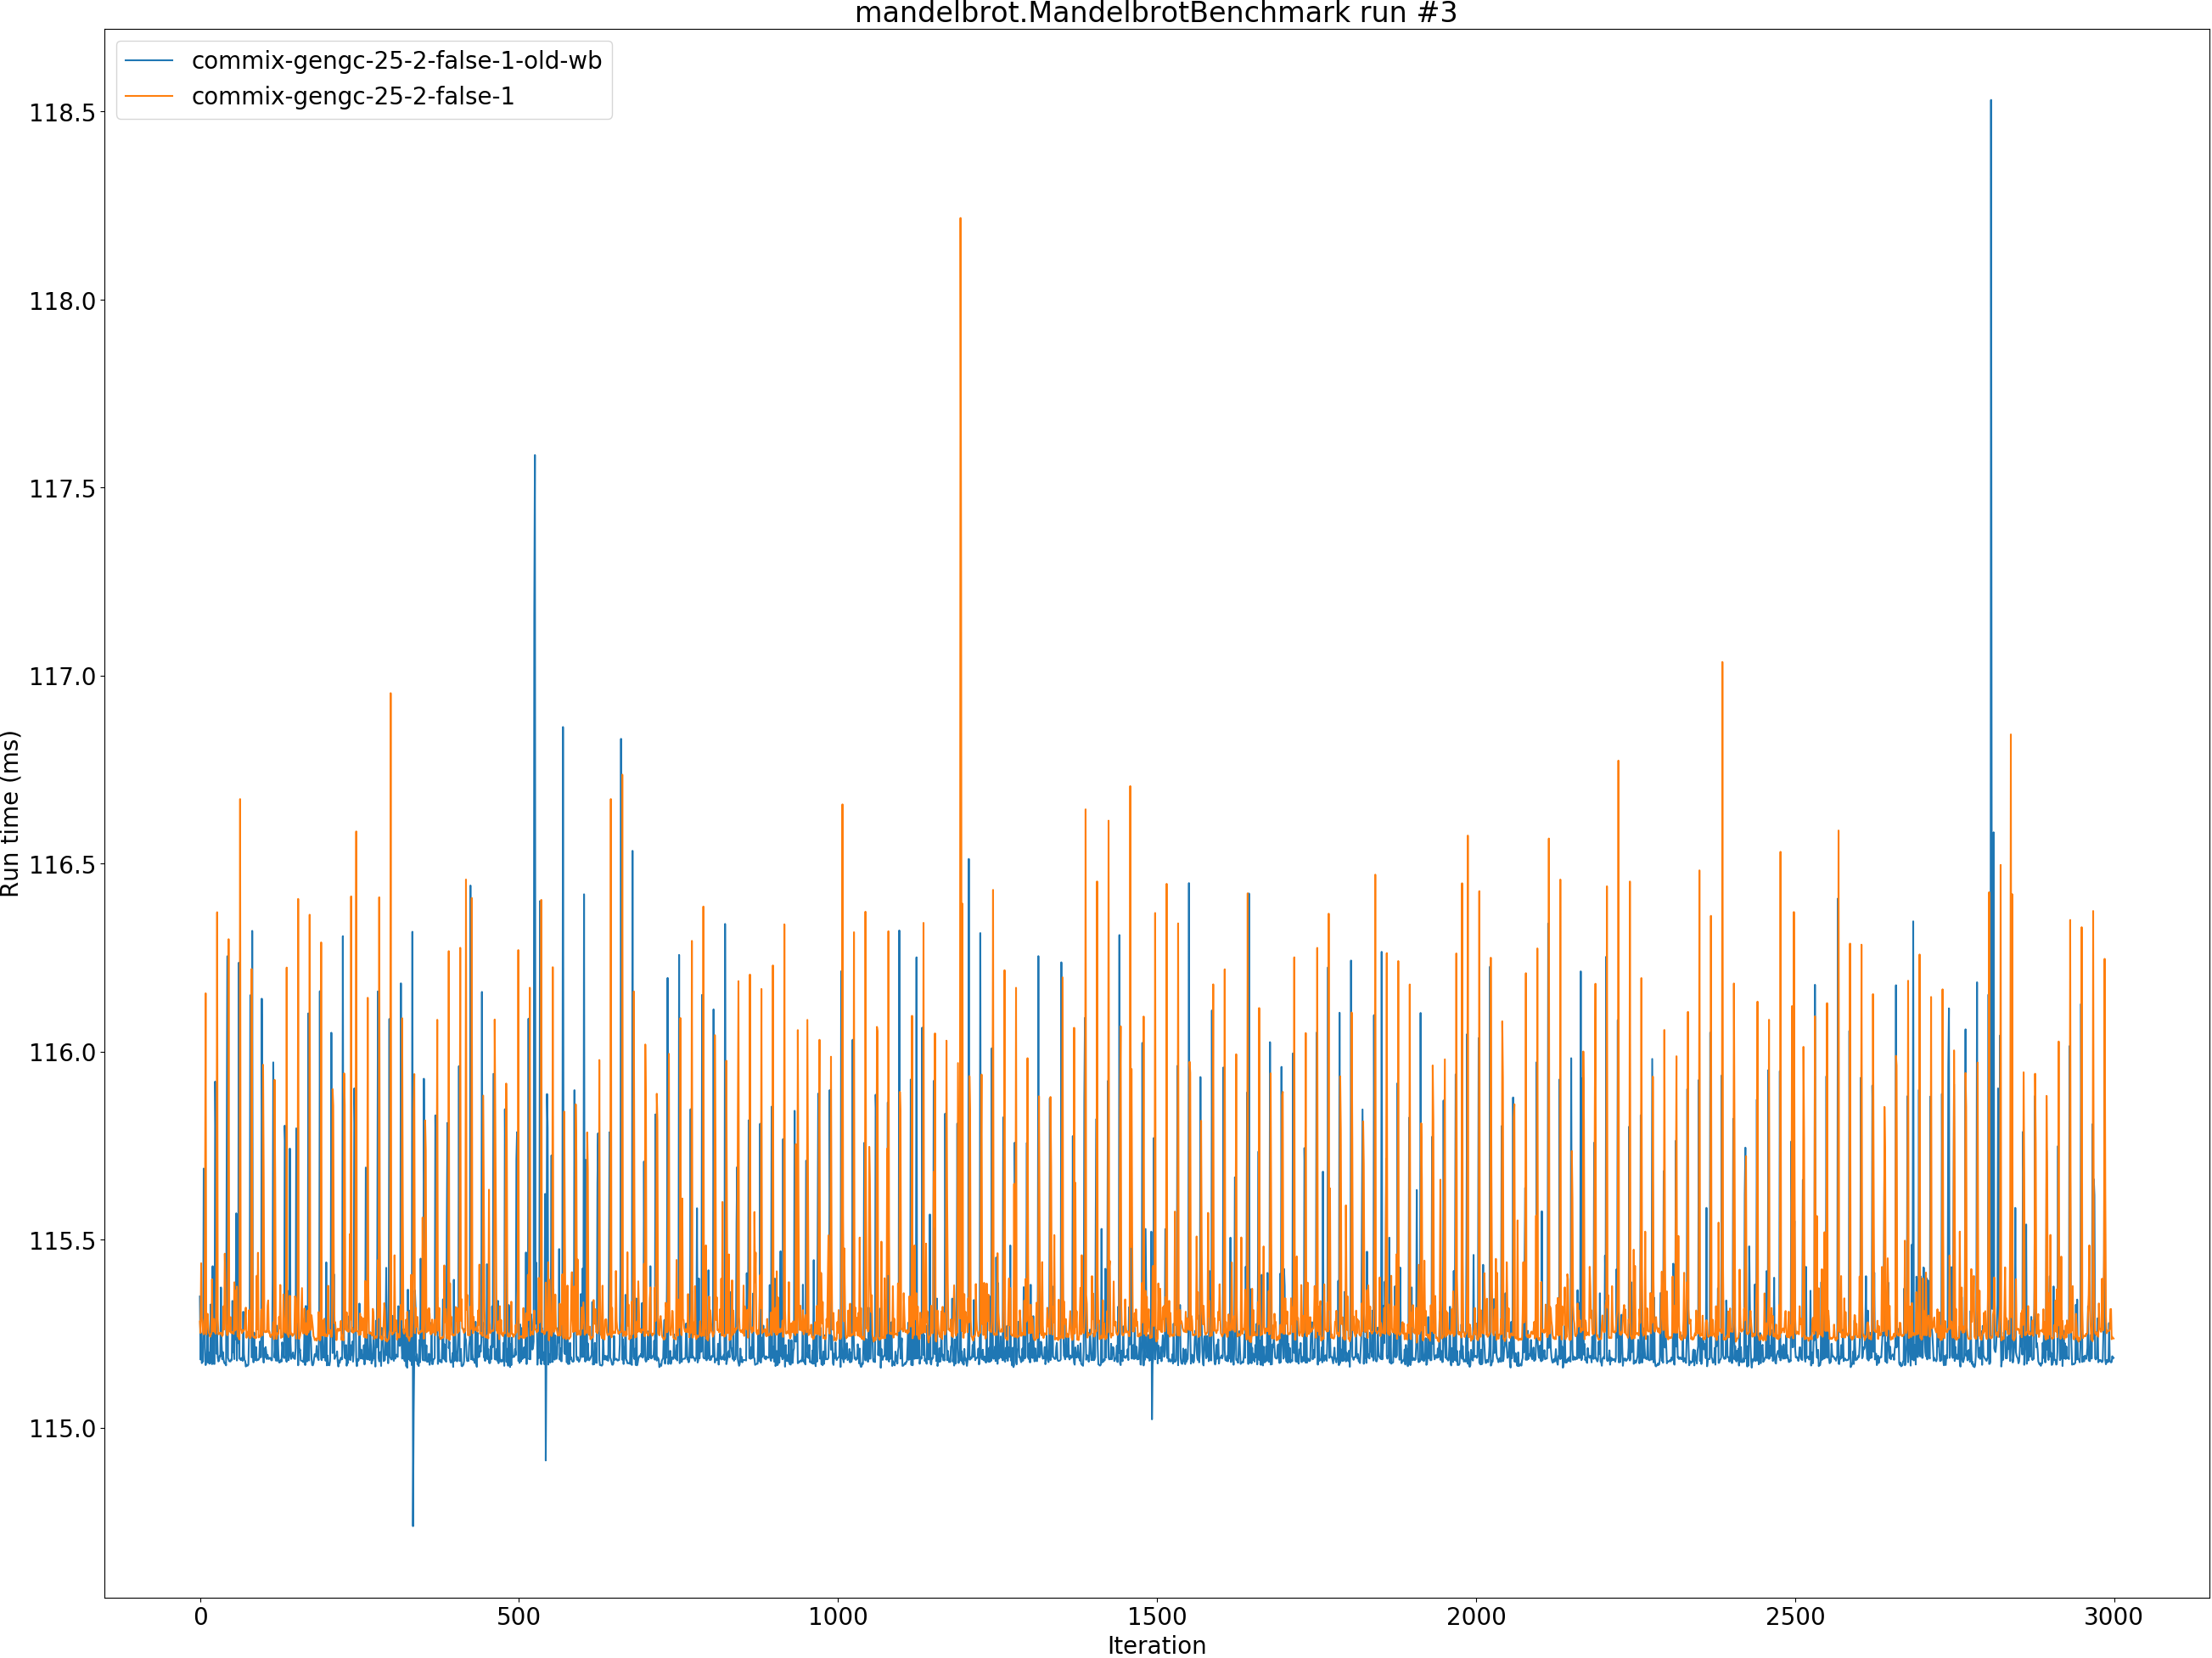 mandelbrot.MandelbrotBenchmark run #3
commix-gengc-25-2-false-1-old-wb
commix-gengc-25-2-false-1
118.5
118.0
117.5
117.0
116.5
116.0
115.5
115.0
Run time (ms)
0 500 1000 1500 2000 2500 3000
Iteration